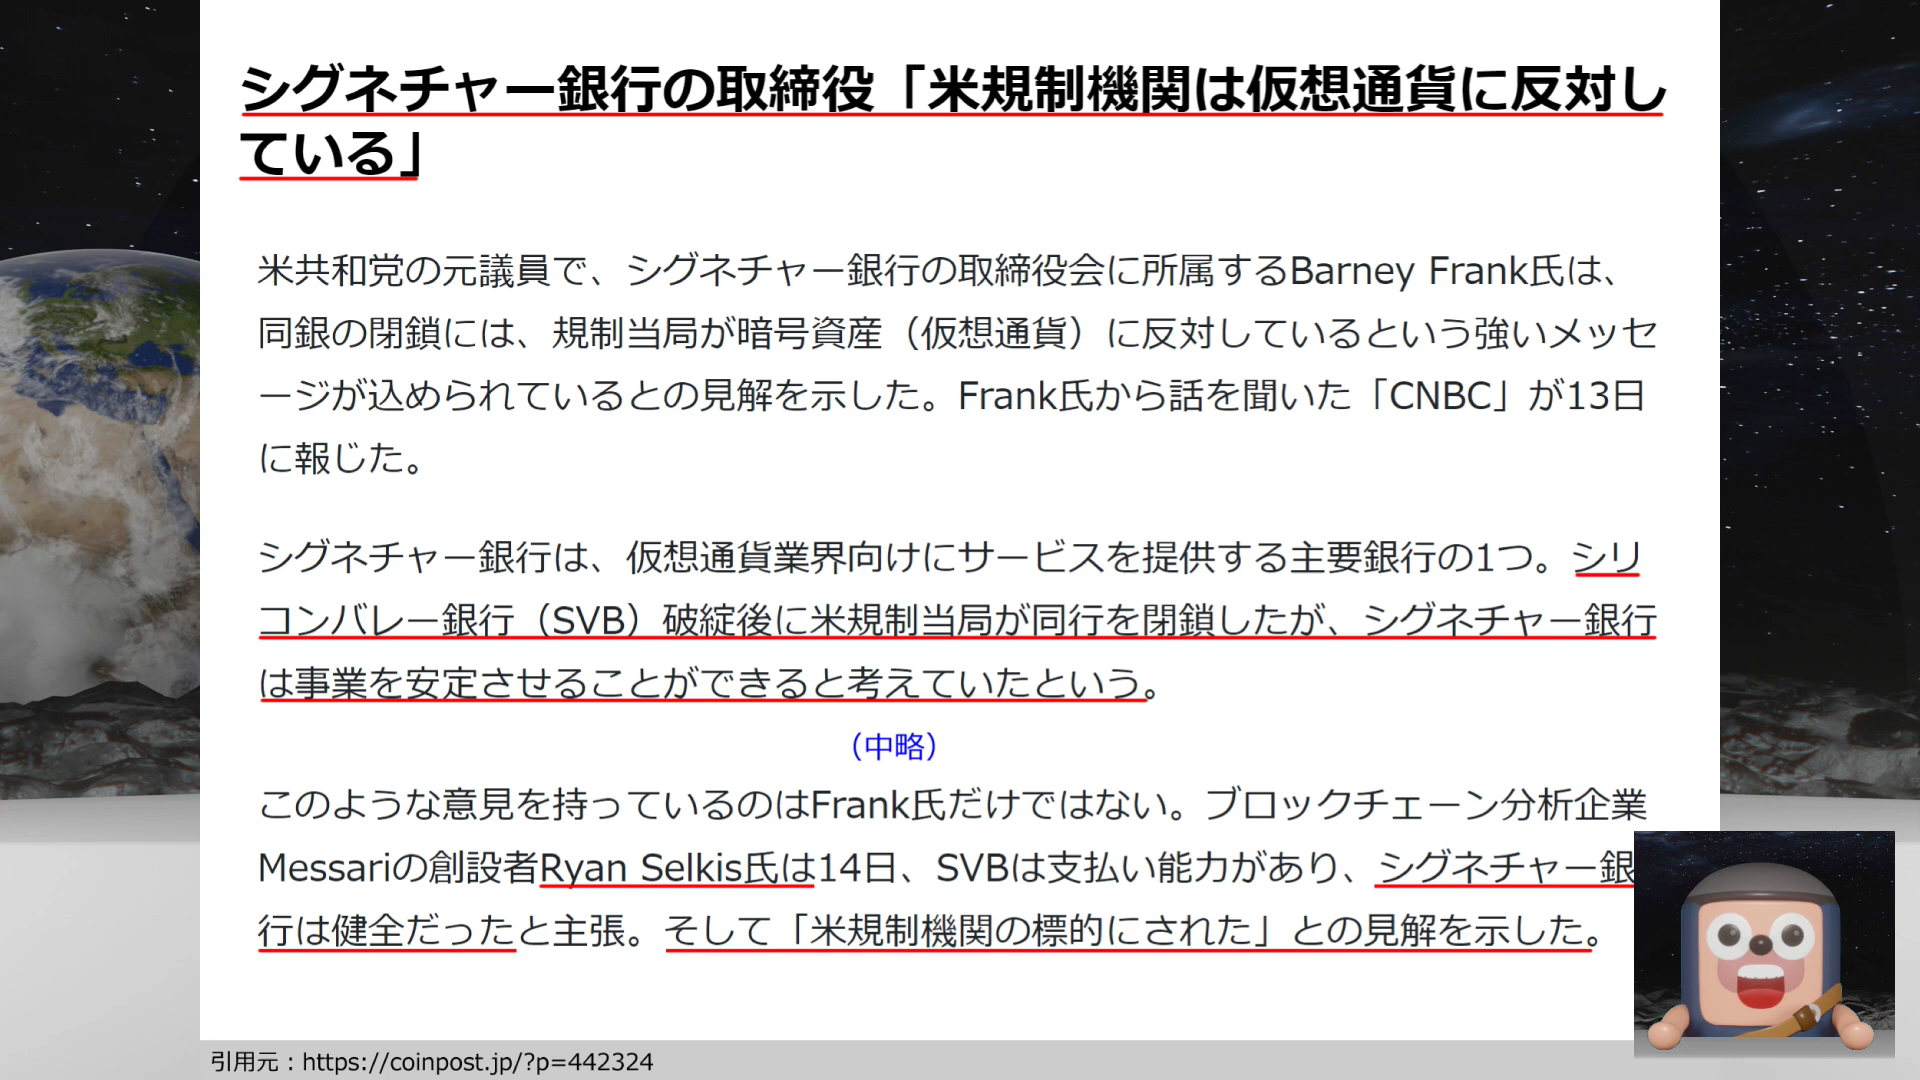 シグネチャー銀行の取締役「米規制機関は仮想通貨に反対し
ている」
米共和党の元議員で、シグネチャー銀行の取締役会に所属するBarney Frank氏は、
同銀の閉鎖には、規制当局が暗号資産（仮想通貨）に反対しているという強いメッセ
ージが込められているとの見解を示した。Frank氏から話を聞いた「CNBC」が13日
に報じた。
シグネチャー銀行は、仮想通貨業界向けにサービスを提供する主要銀行の1つ。シリ
コンバレー銀行（SVB）破綻後に米規制当局が同行を閉鎖したが、シグネチャー銀行
は事業を安定させることができると考えていたという。
（中略）
このような意見を持っているのはFrank氏だけではない。ブロックチェーン分析企業
Messariの創設者Ryan Selkis氏は14日、SVBは支払い能力があり、シグネチャー銀
行は健全だったと主張。そして「米規制機関の標的にされた」との見解を示した。
引用元：https://coinpost.jp/?p=442324